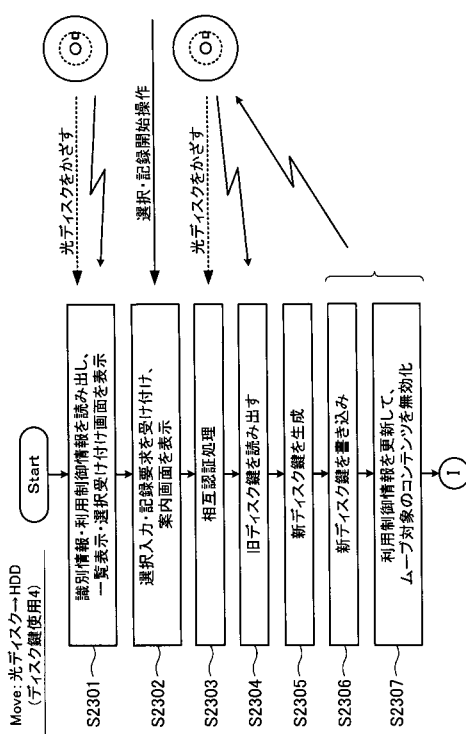 Move: 光ディスク→HDD
(ディスク鍵使用4)
Start
S2301
識別情報・利用制御情報を読み出し、
一覧表示・選択受け付け画面を表示
光ディスクをかざす
S2302
選択入力・記録要求を受け付け、
案内画面を表示
選択・記録開始操作
S2303
相互認証処理
光ディスクをかざす
S2304
旧ディスク鍵を読み出す
S2305
新ディスク鍵を生成
S2306
新ディスク鍵を書き込み
S2307
利用制御情報を更新して、
ムーブ対象のコンテンツを無効化
I